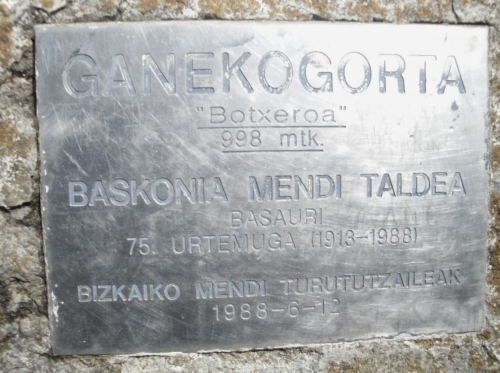 GANEKOGORTA
"Botxeroa"
998 mtk.
BASKONIA MENDI TALDEA
BASAURI
75. URTEMUGA (1913-1988)
BIZKAIKO MENDI TURUTUTZAILEAK
1988-6-12